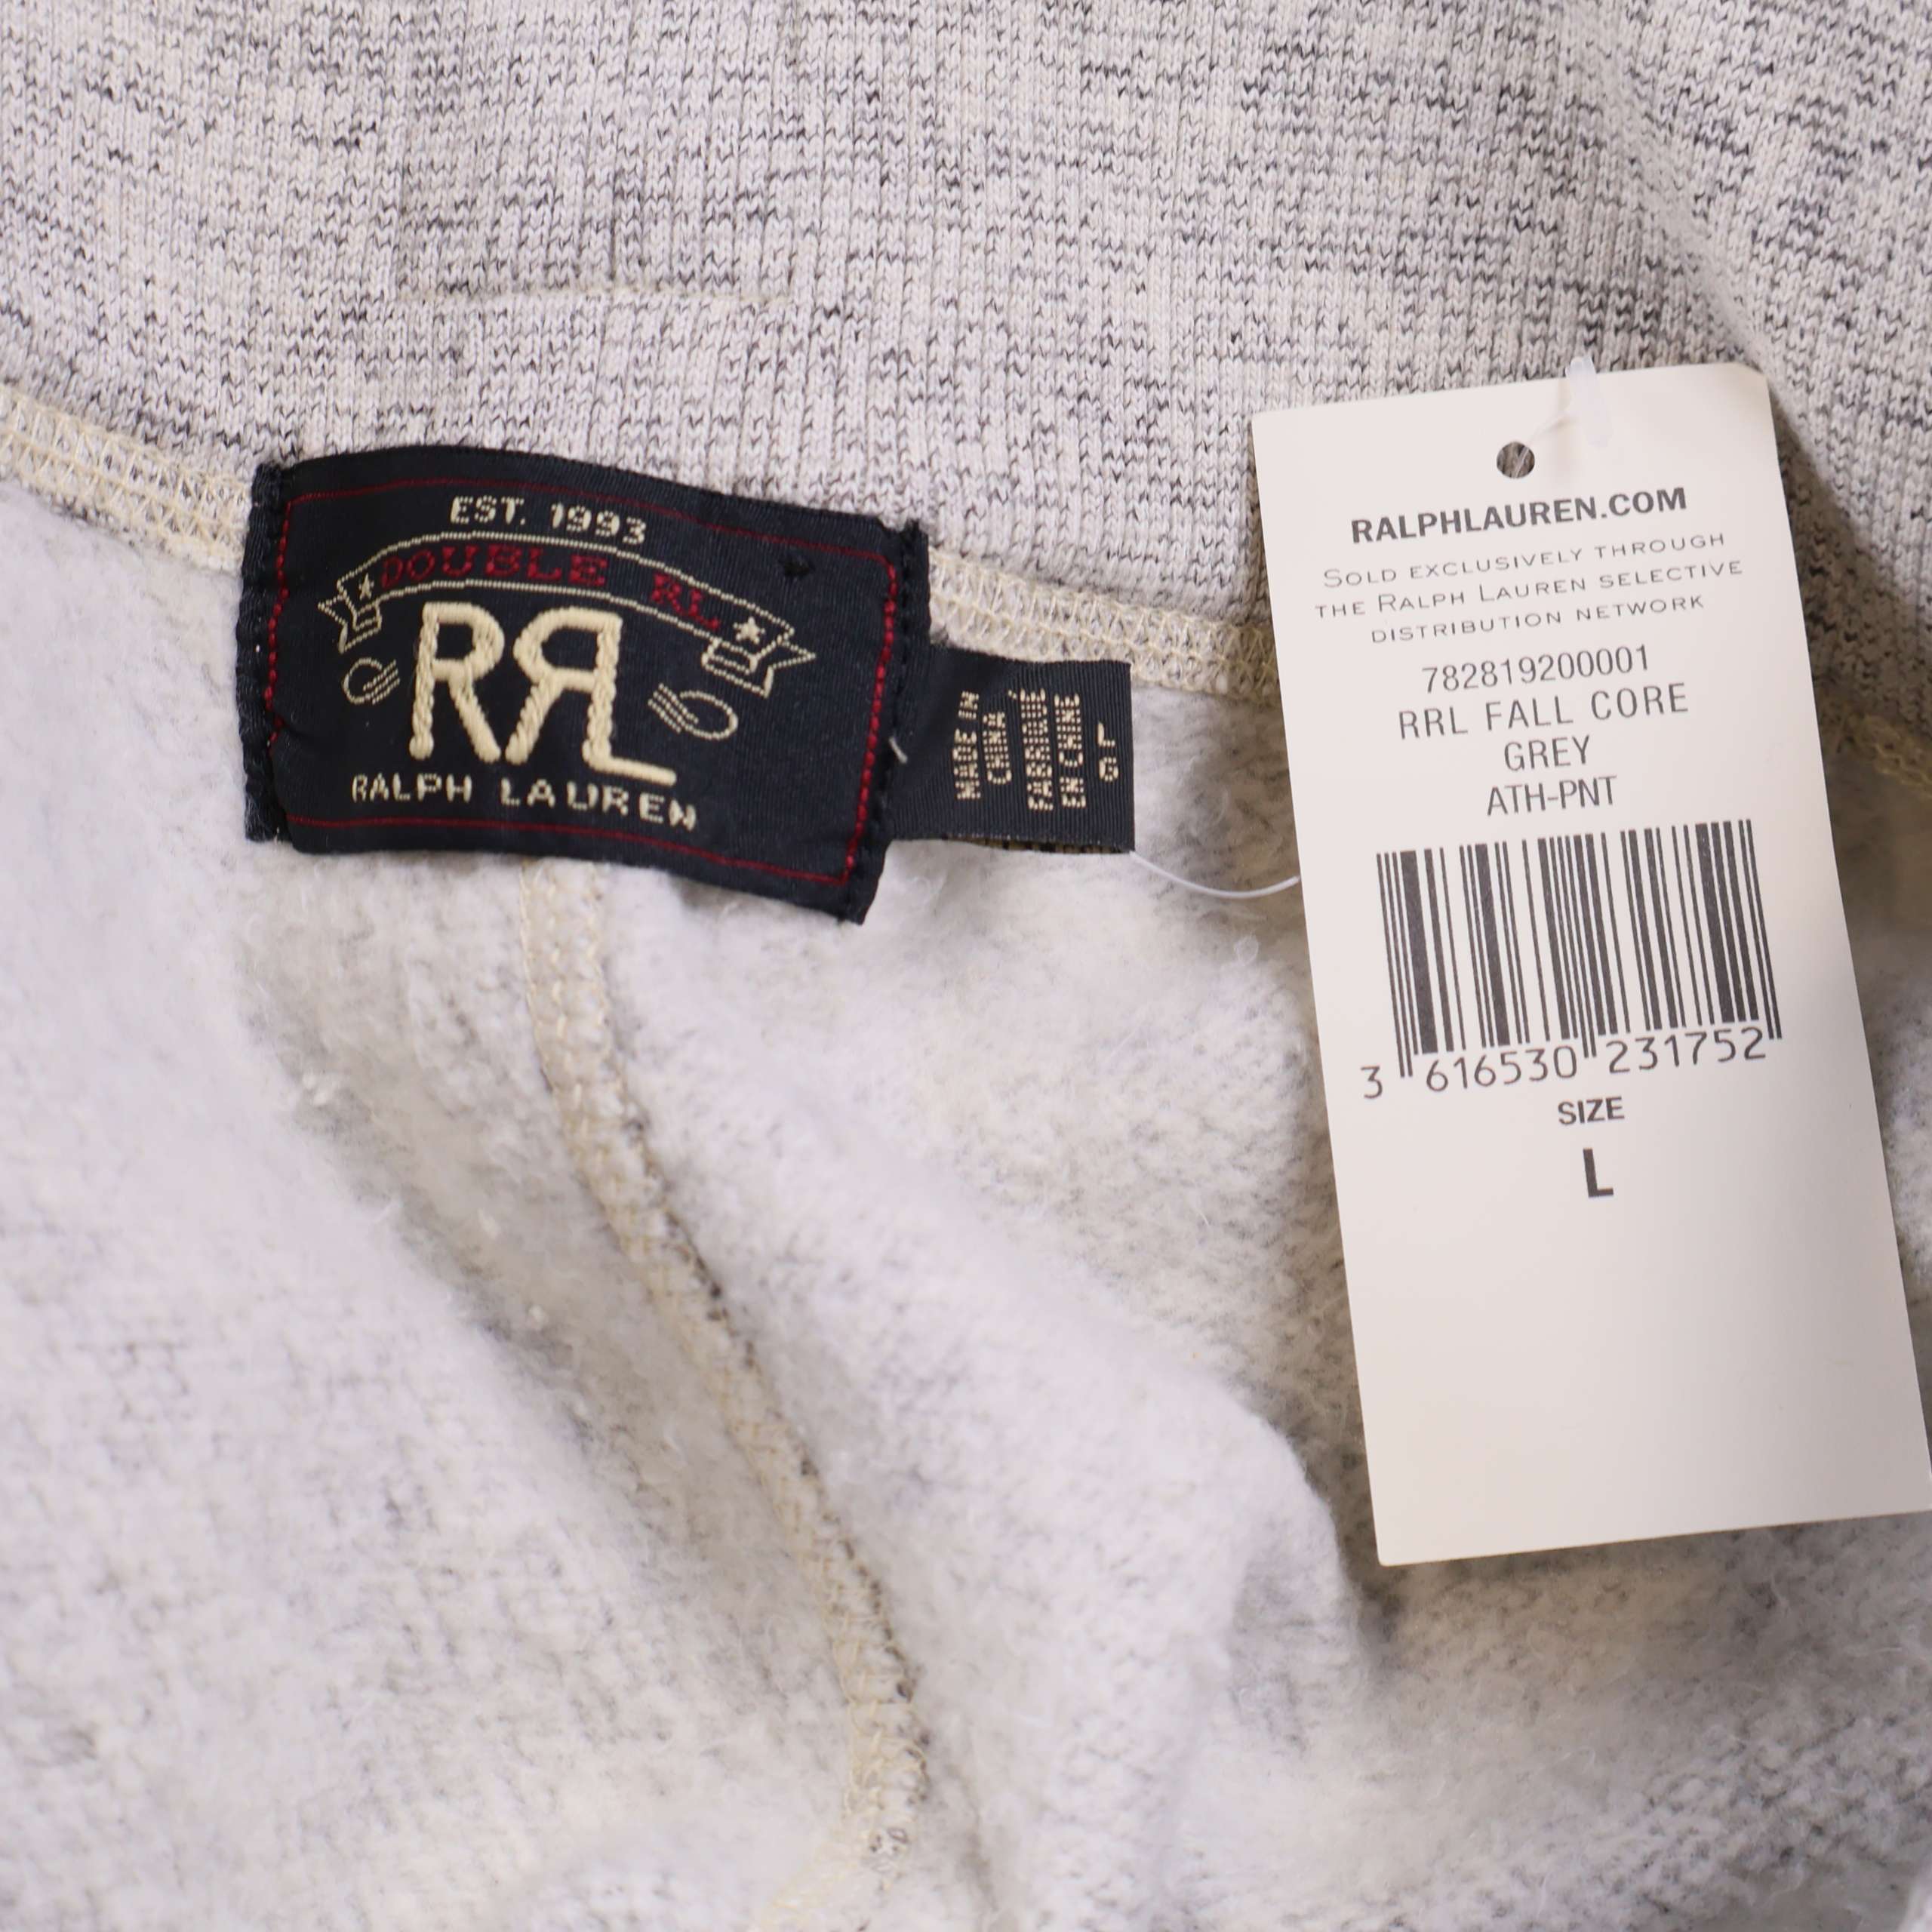 EST. 1993
DOUBLE RL
RRL
RALPH LAUREN
MADE IN
CHINA
FABRIQUÉ
EN CHINE
G L
RALPHLAUREN.COM
SOLD EXCLUSIVELY THROUGH
THE RALPH LAUREN SELECTIVE
DISTRIBUTION NETWORK
782819200001
RRL FALL CORE
GREY
ATH-PNT
3 616530 231752
SIZE
L